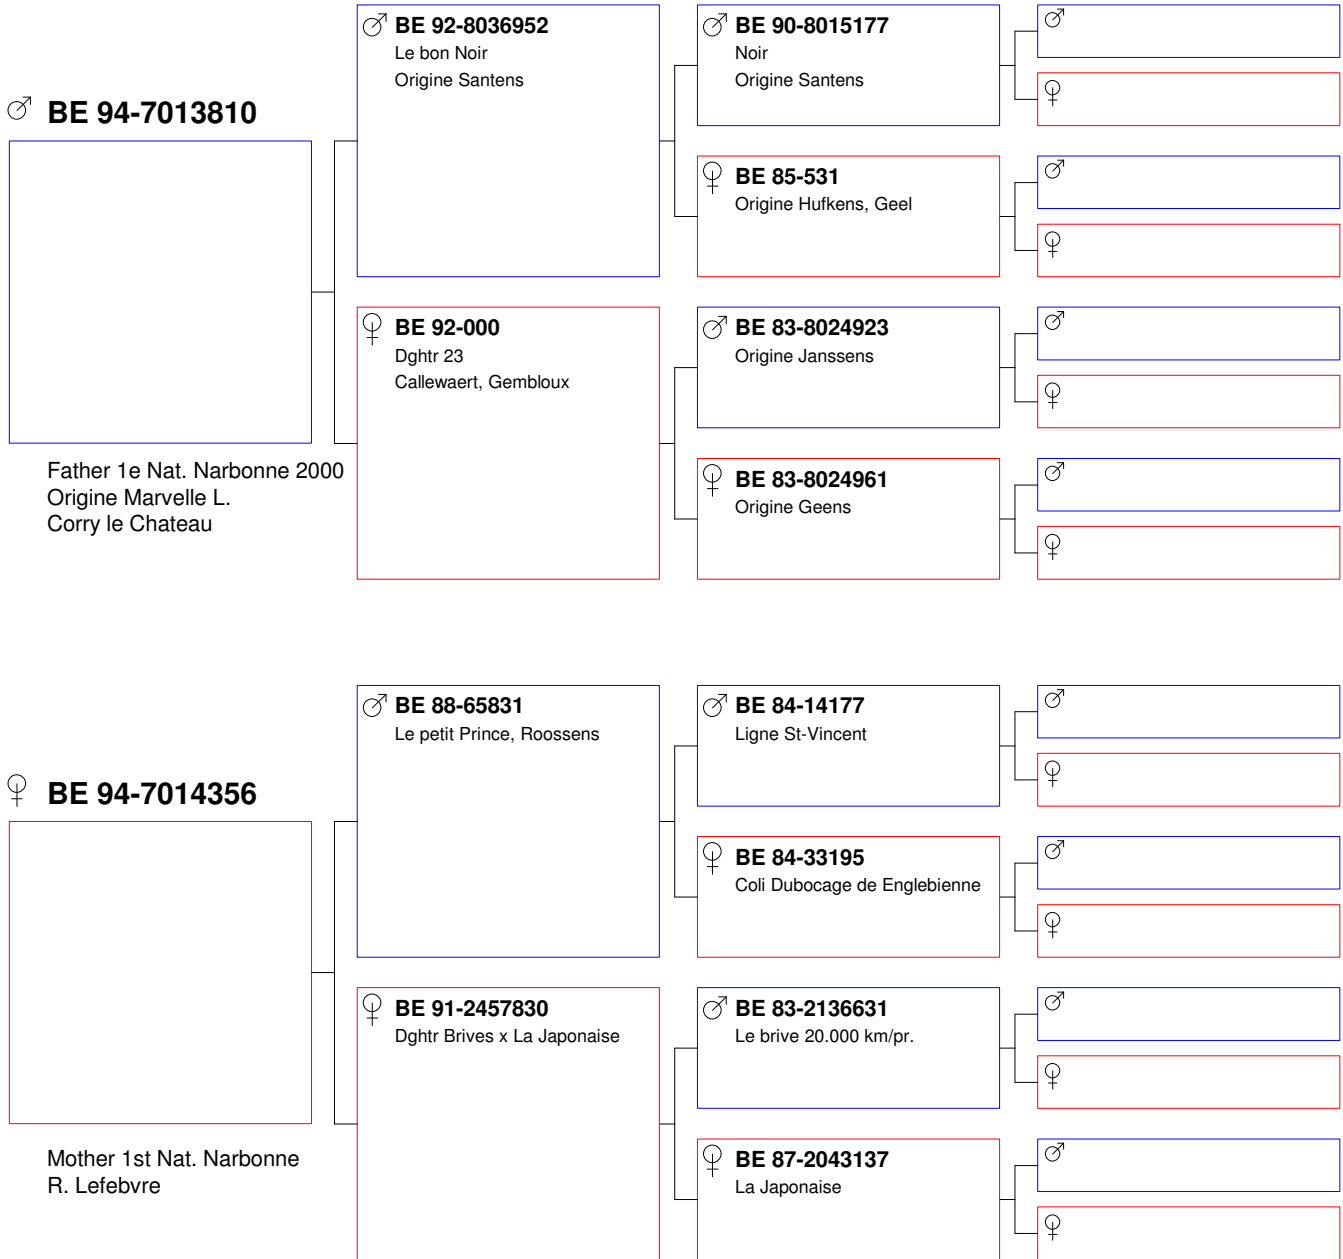 ♂ BE 94-7013810
Father 1e Nat. Narbonne 2000
Origine Marvelle L.
Corry le Chateau
♂ BE 92-8036952
Le bon Noir
Origine Santens
♀ BE 92-000
Dghtr 23
Callewaert, Gembloux
♂ BE 90-8015177
Noir
Origine Santens
♀ BE 85-531
Origine Hufkens, Geel
♂ BE 83-8024923
Origine Janssens
♀ BE 83-8024961
Origine Geens
♂
♀
♂
♀
♂
♀
♂
♀
♀ BE 94-7014356
Mother 1st Nat. Narbonne
R. Lefebvre
♂ BE 88-65831
Le petit Prince, Roossens
♀ BE 91-2457830
Dghtr Brives x La Japonaise
♂ BE 84-14177
Ligne St-Vincent
♀ BE 84-33195
Coli Dubocage de Englebienne
♂ BE 83-2136631
Le brive 20.000 km/pr.
♀ BE 87-2043137
La Japonaise
♂
♀
♂
♀
♂
♀
♂
♀